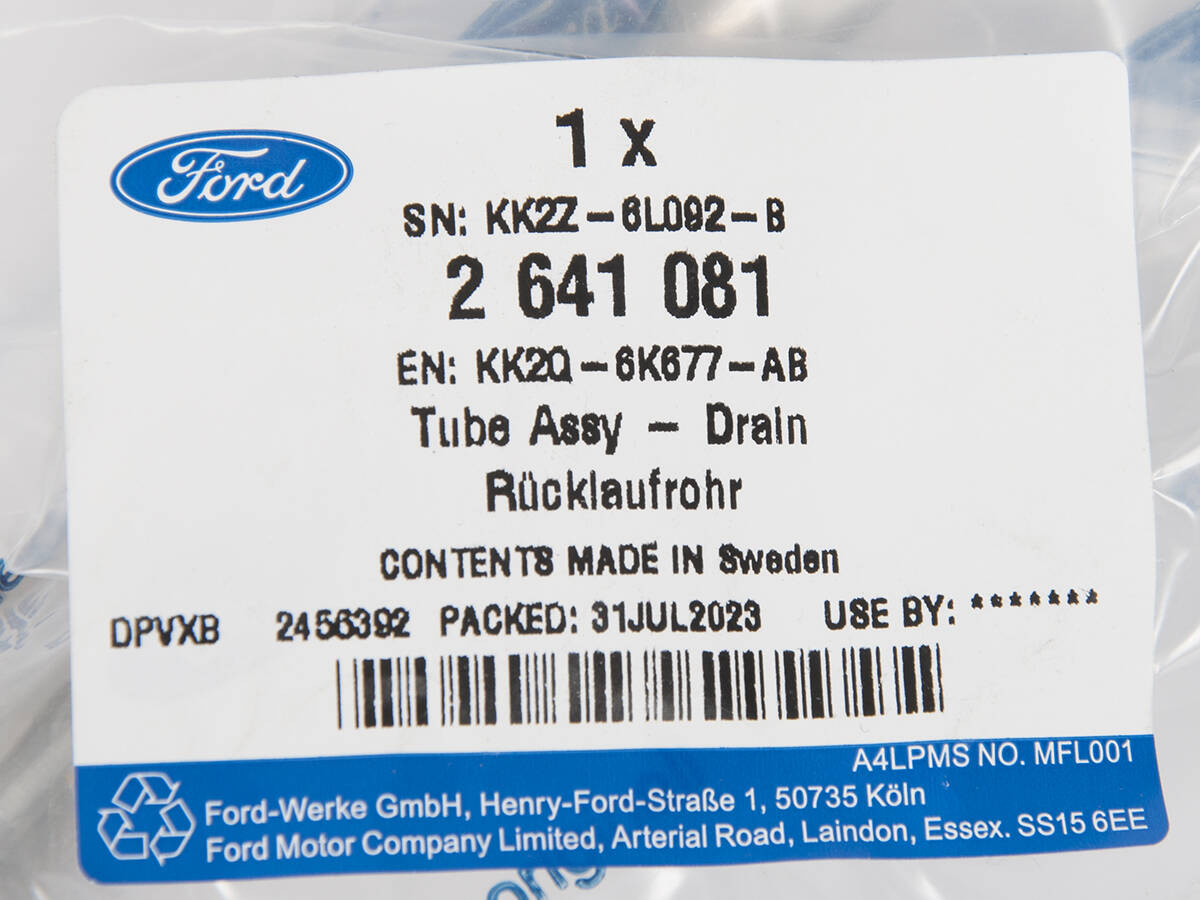 Ford
1 x
SN: KK2Z-6L092-B
2 641 081
EN: KK2Q-6K677-AB
Tube Assy - Drain
Rücklaufrohr
CONTENTS MADE IN Sweden
DPVXB 2456392 PACKED: 31JUL2023 USE BY: *******
A4LPMS NO. MFL001
Ford-Werke GmbH, Henry-Ford-Straße 1, 50735 Köln
Ford Motor Company Limited, Arterial Road, Laindon, Essex. SS15 6EE